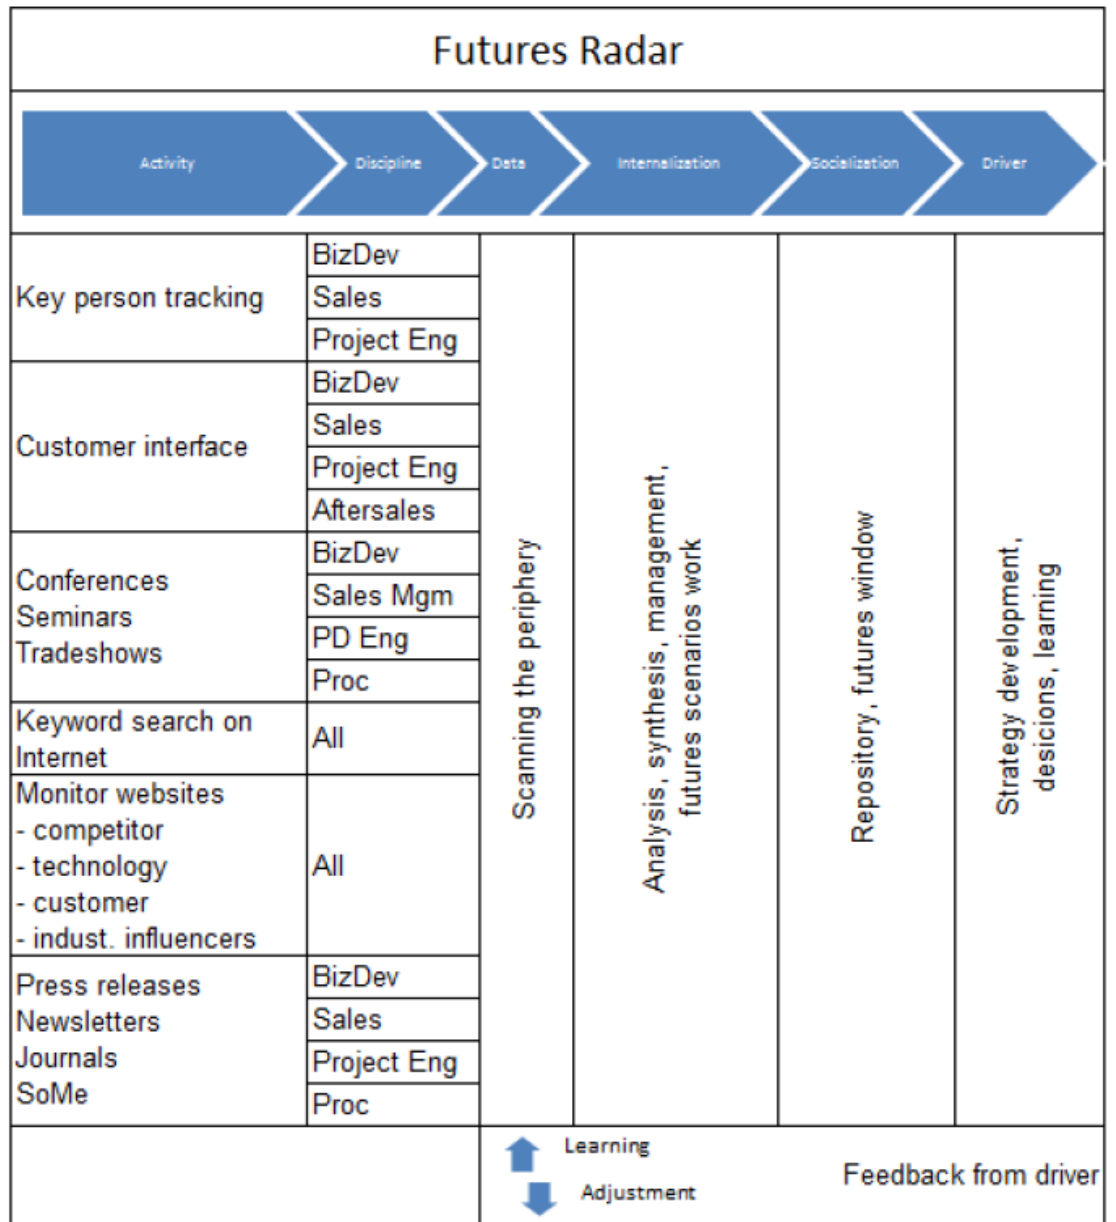 Futures Radar
Activity
Discipline
Data
Internalization
Socialization
Driver
Key person tracking
BizDev
Sales
Project Eng
Customer interface
BizDev
Sales
Project Eng
Aftersales
Conferences
Seminars
Tradeshows
BizDev
Sales Mgm
PD Eng
Proc
Keyword search on
Internet
All
Monitor websites
- competitor
- technology
- customer
- indust. influencers
All
Press releases
Newsletters
Journals
SoMe
BizDev
Sales
Project Eng
Proc
Scanning the periphery
Analysis, synthesis, management,
futures scenarios work
Repository, futures window
Strategy development,
desicions, learning
Learning
Adjustment
Feedback from driver